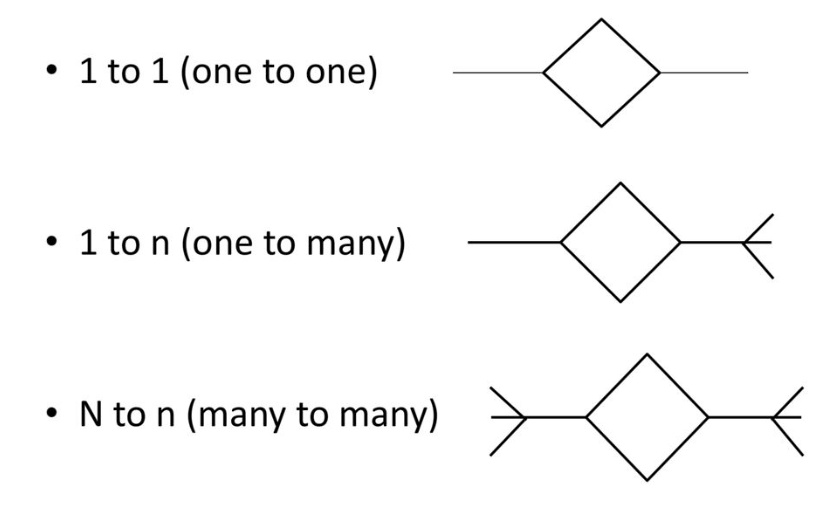 • 1 to 1 (one to one)
• 1 to n (one to many)
• N to n (many to many)